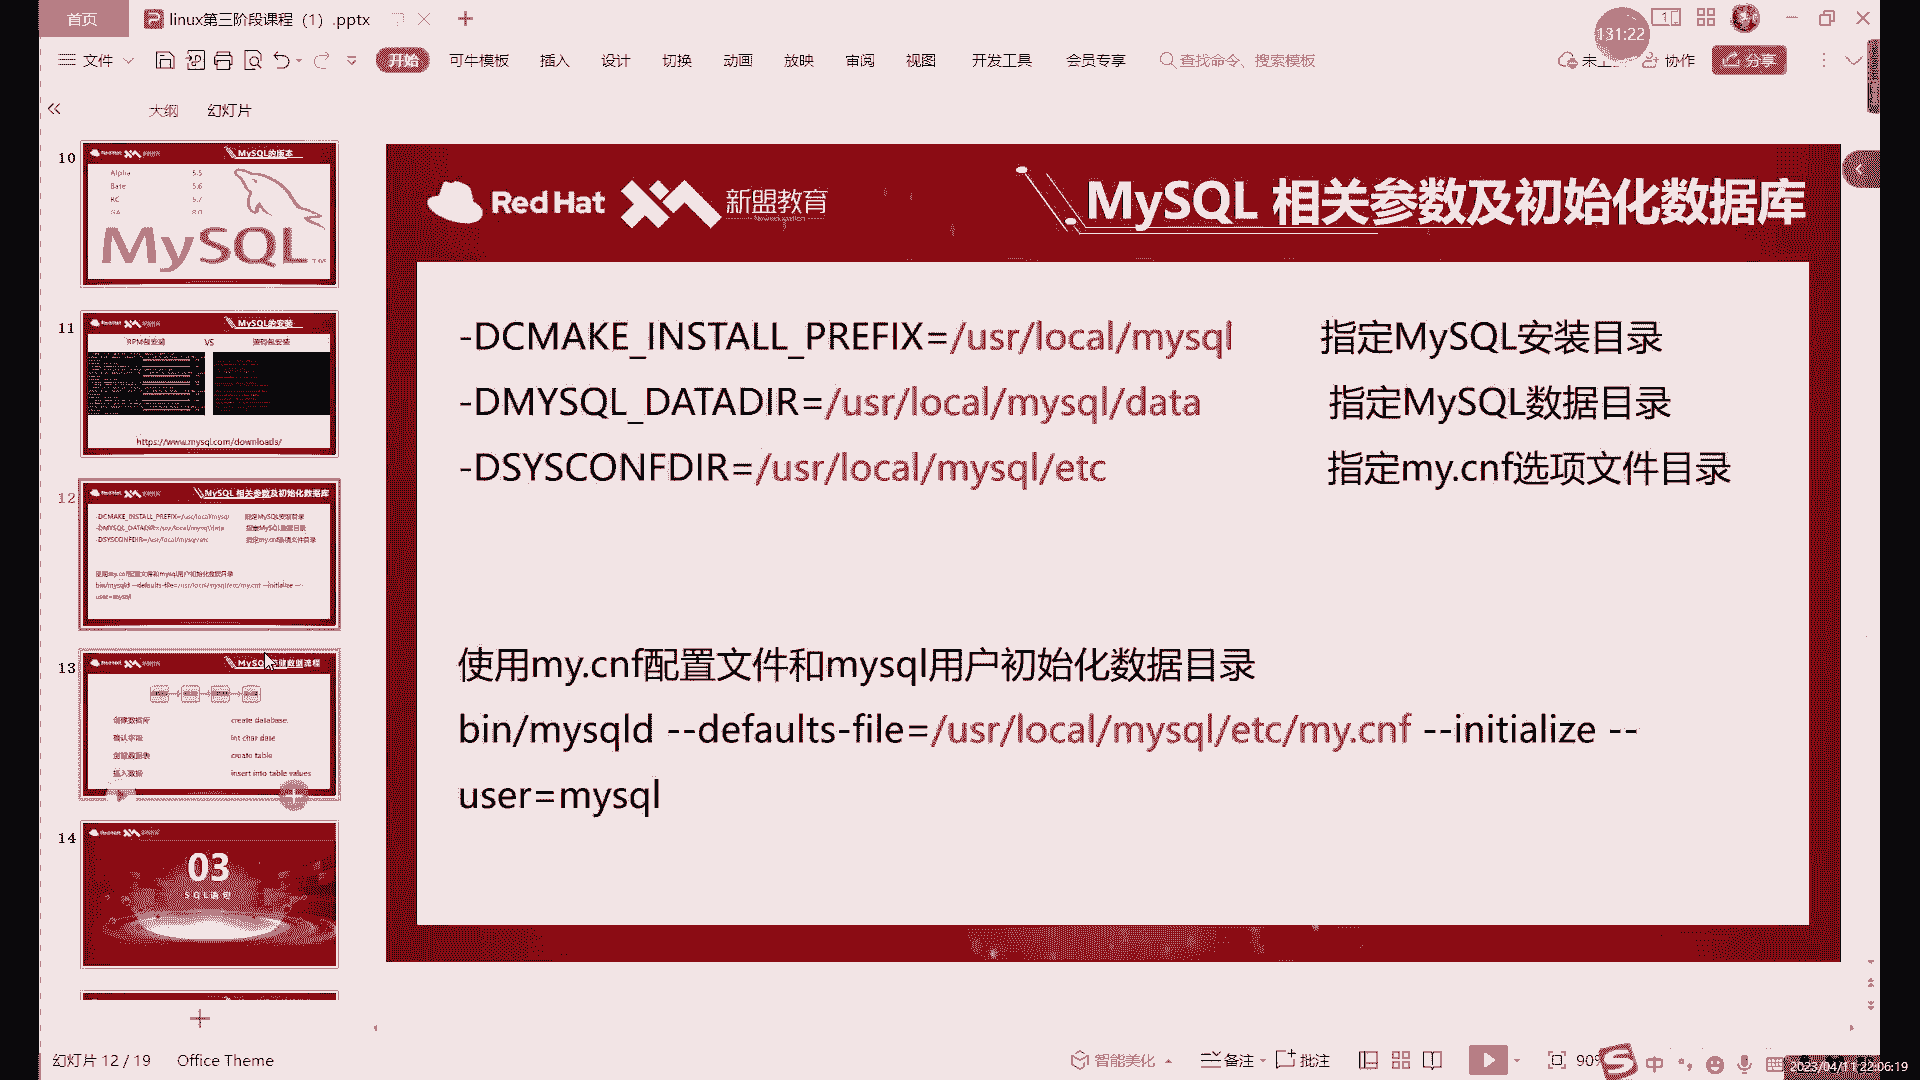 首页
linux第三阶段课程（1）.pptx
131:22
文件
开始
可牛模板
插入
设计
切换
动画
放映
审阅
视图
开发工具
会员专享
查找命令、搜索模板
协作
分享
大纲
幻灯片
10
MySQL的版本
Alpha 5.5
Bate 5.6
RC 5.7
GA 8.0
MySQL
11
MySQL的安装
RPM包安装 VS 源码包安装
https://www.mysql.com/downloads/
12
MySQL 相关参数及初始化数据库
-DCMAKE_INSTALL_PREFIX=/usr/local/mysql 指定MySQL安装目录
-DMYSQL_DATADIR=/usr/local/mysql/data 指定MySQL数据目录
-DSYSCONFDIR=/usr/local/mysql/etc 指定my.cnf选项文件目录
使用my.cnf配置文件和mysql用户初始化数据目录
bin/mysqld --defaults-file=/usr/local/mysql/etc/my.cnf --initialize --
user=mysql
13
创建数据库 create database
确认字段 int char date
创建数据表 create table
插入数据 insert into table values
14
03
SQL语句
Red Hat
新盟教育
MySQL 相关参数及初始化数据库
-DCMAKE_INSTALL_PREFIX=/usr/local/mysql 指定MySQL安装目录
-DMYSQL_DATADIR=/usr/local/mysql/data 指定MySQL数据目录
-DSYSCONFDIR=/usr/local/mysql/etc 指定my.cnf选项文件目录
使用my.cnf配置文件和mysql用户初始化数据目录
bin/mysqld --defaults-file=/usr/local/mysql/etc/my.cnf --initialize --
user=mysql
幻灯片 12 / 19
Office Theme
智能美化
备注
批注
中
2023/04/11 22:06:19